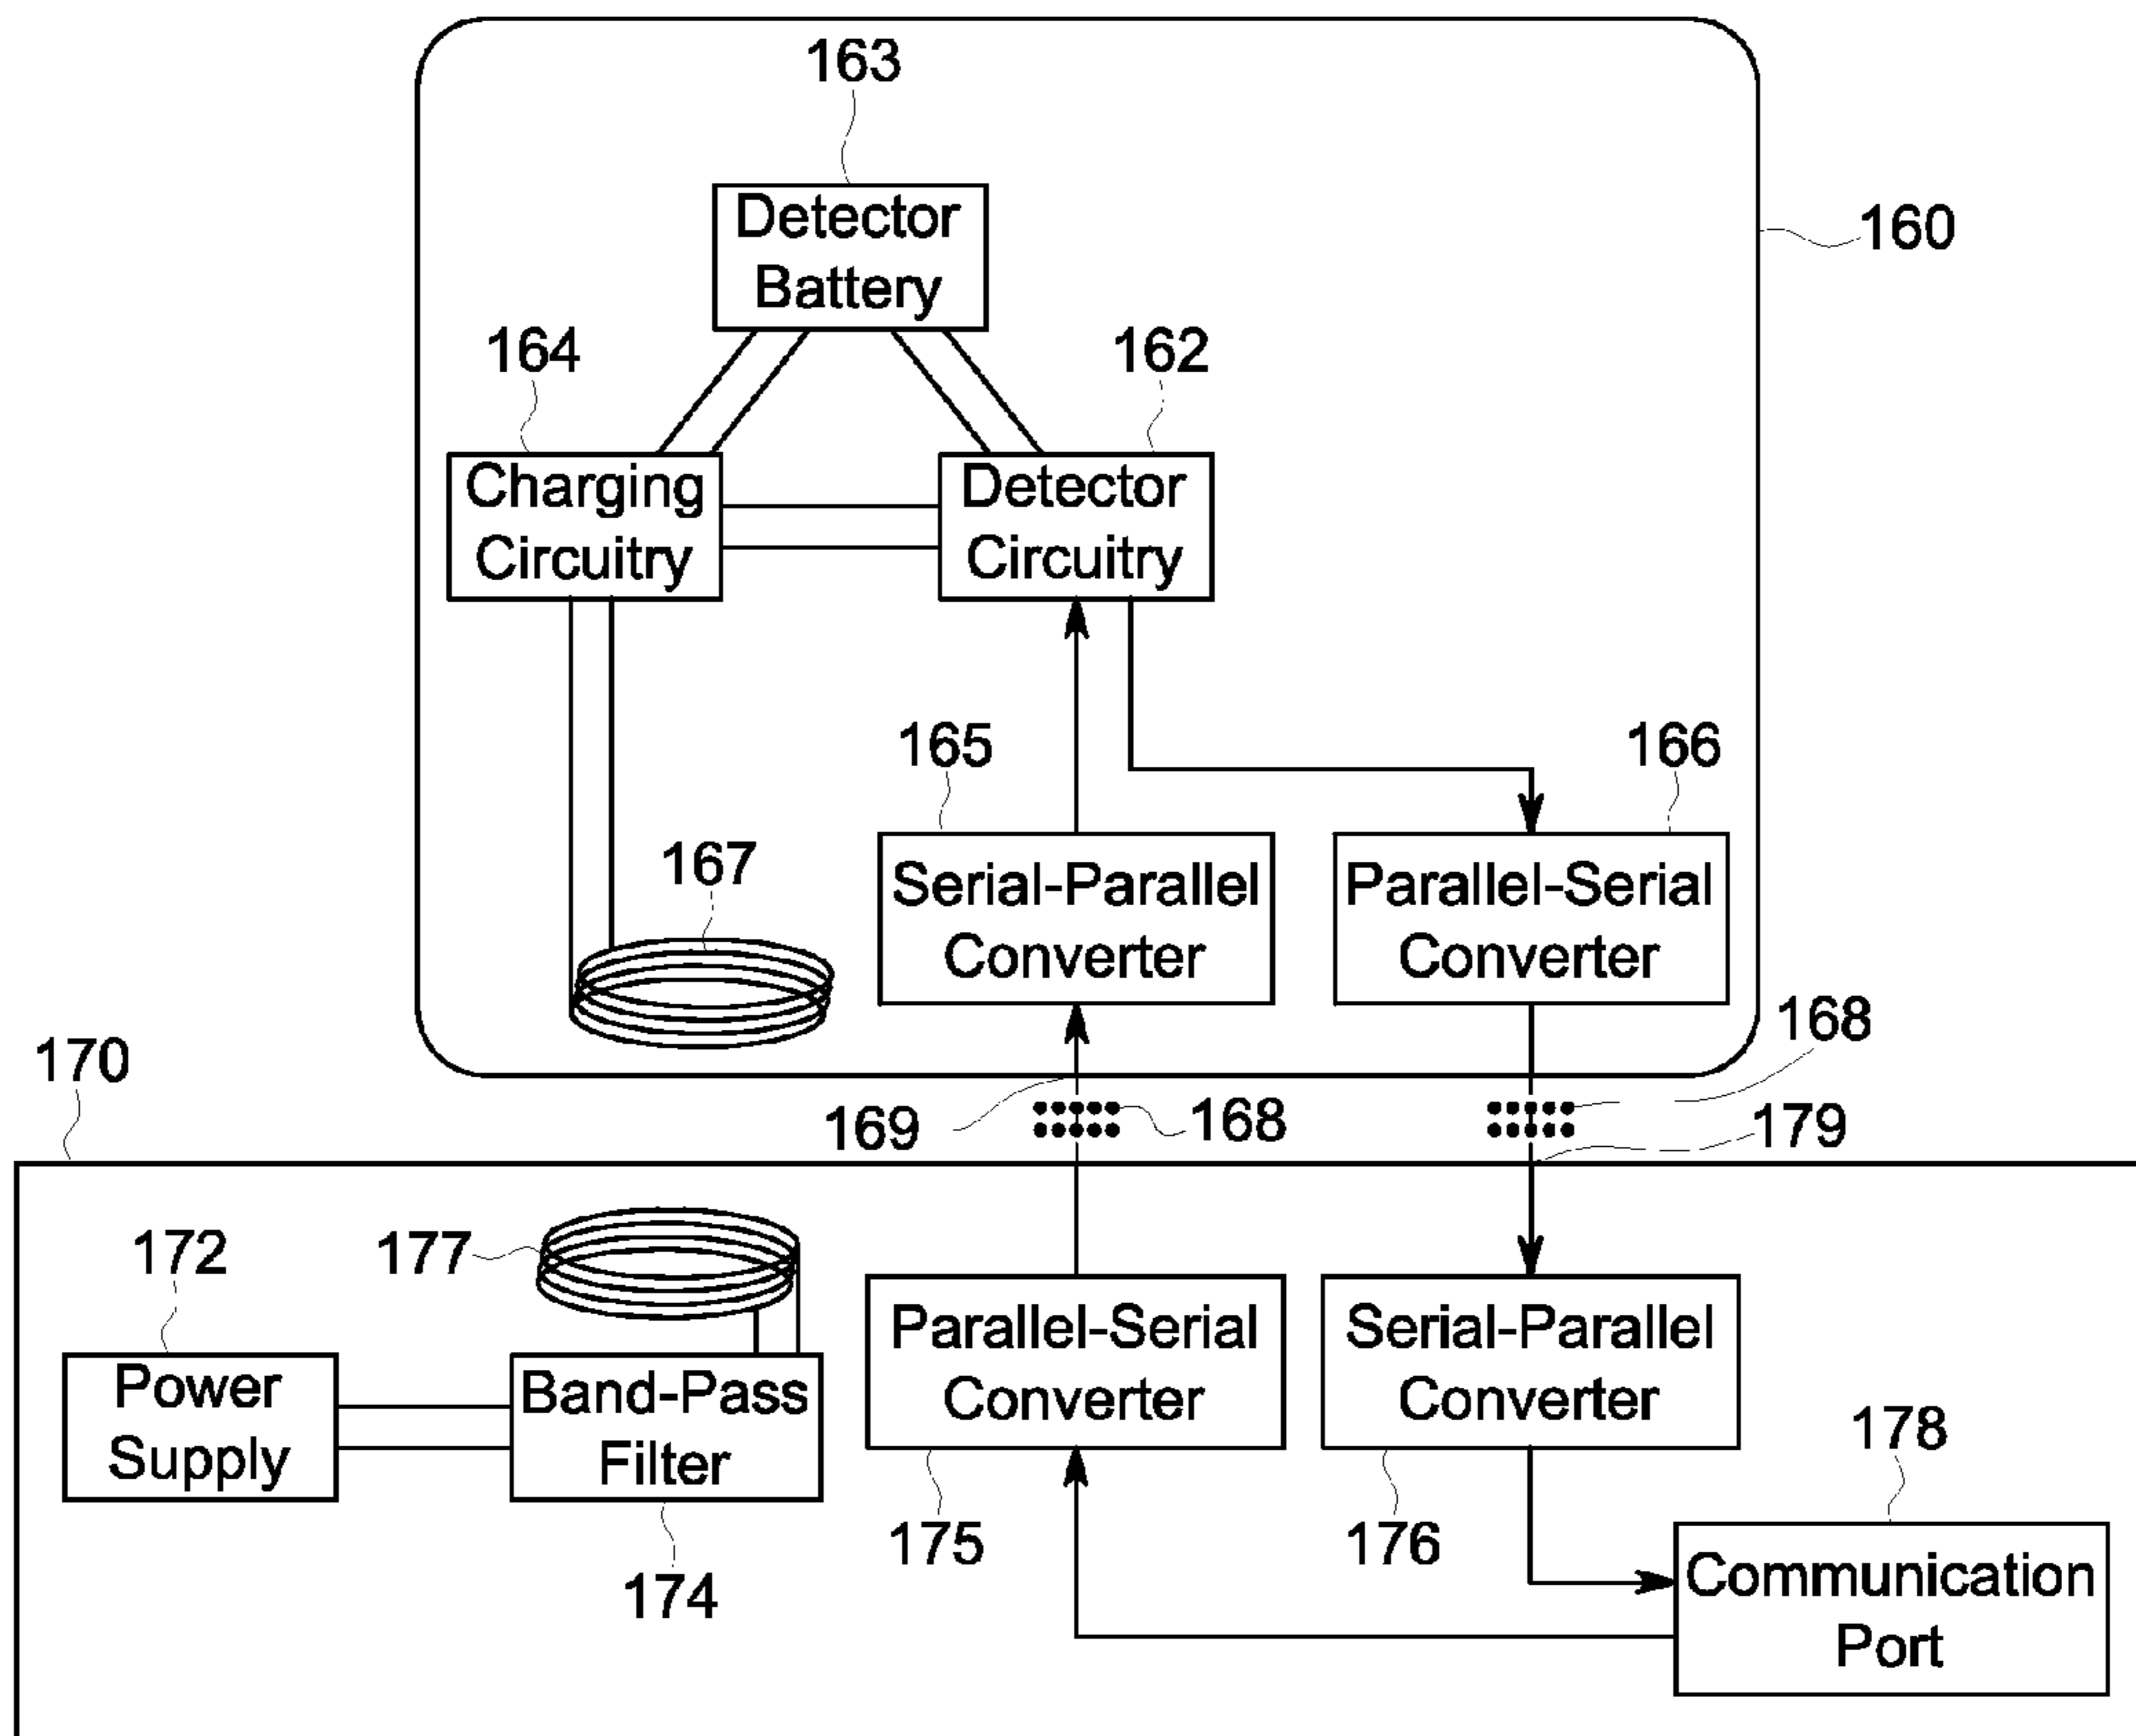 163
Detector
Battery
160
164
162
Charging
Circuitry
Detector
Circuitry
165
166
167
Serial-Parallel
Converter
Parallel-Serial
Converter
168
170
169
168
179
172
177
Power
Supply
Band-Pass
Filter
Parallel-Serial
Converter
Serial-Parallel
Converter
178
175
176
174
Communication
Port